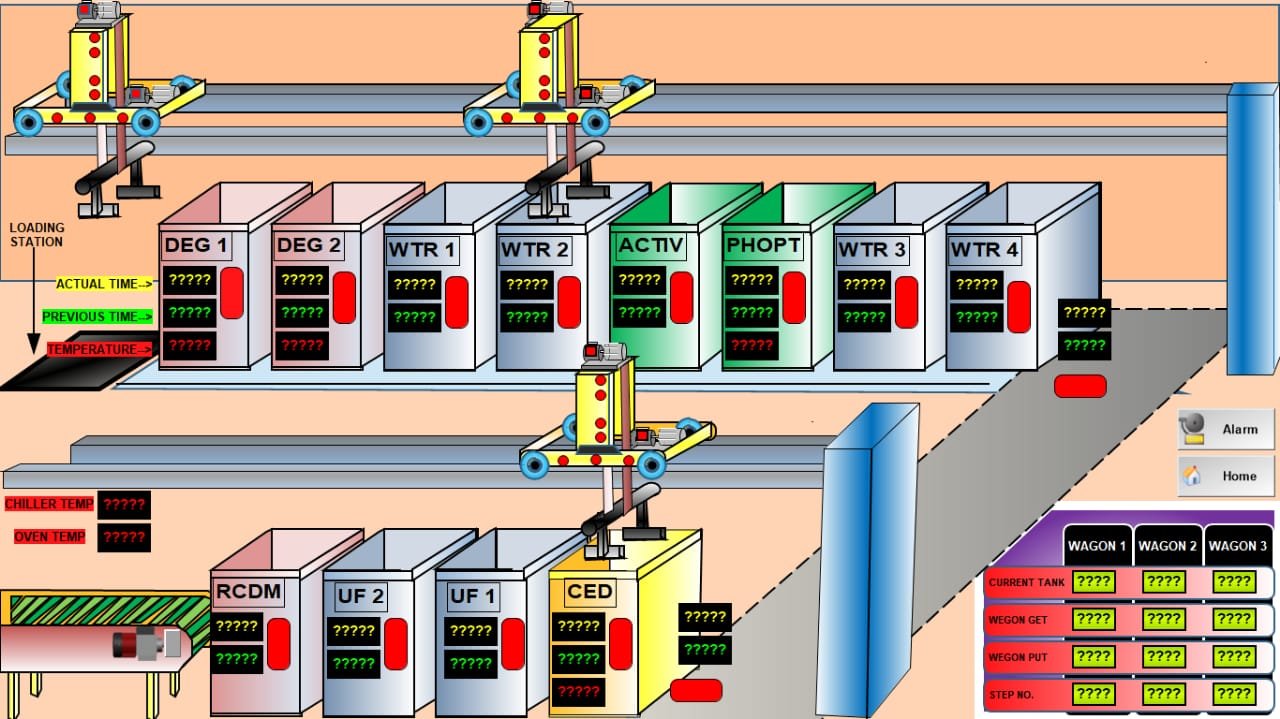 LOADING
STATION
DEG 1
DEG 2
WTR 1
WTR 2
ACTIV
PHOPT
WTR 3
WTR 4
ACTUAL TIME-->
????? ????? ????? ????? ????? ????? ????? ????? ?????
PREVIOUS TIME->
????? ????? ????? ????? ????? ????? ????? ????? ?????
TEMPERATURE-->
????? ????? ?????
Alarm
Home
CHILLER TEMP ?????
OVEN TEMP ?????
RCDM
UF 2
UF 1
CED
????? ????? ????? ????? ?????
????? ????? ????? ????? ?????
?????
WAGON 1 WAGON 2 WAGON 3
CURRENT TANK ???? ???? ????
WEGON GET ???? ???? ????
WEGON PUT ???? ???? ????
STEP NO. ???? ???? ????